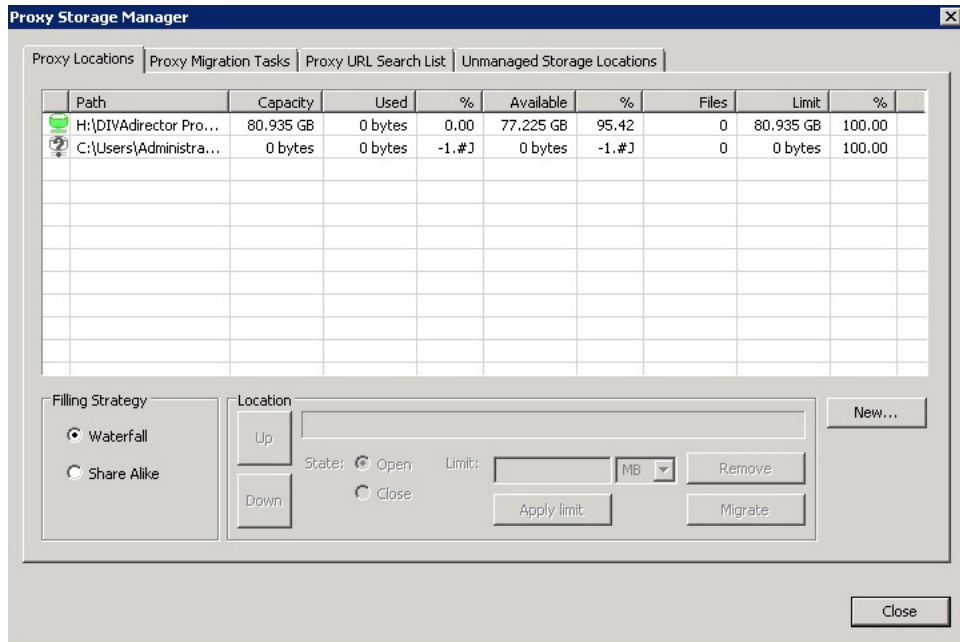 Proxy Storage Manager
Proxy Locations Proxy Migration Tasks Proxy URL Search List Unmanaged Storage Locations
Path Capacity Used % Available % Files Limit %
H:\DIVAdirector Pro... 80.935 GB 0 bytes 0.00 77.225 GB 95.42 0 80.935 GB 100.00
C:\Users\Administra... 0 bytes 0 bytes -1.#J 0 bytes -1.#J 0 0 bytes 100.00
Filling Strategy
Waterfall
Share Alike
Location
Up
Down
State: Open
Close
Limit: MB
Apply limit
Remove
Migrate
New...
Close